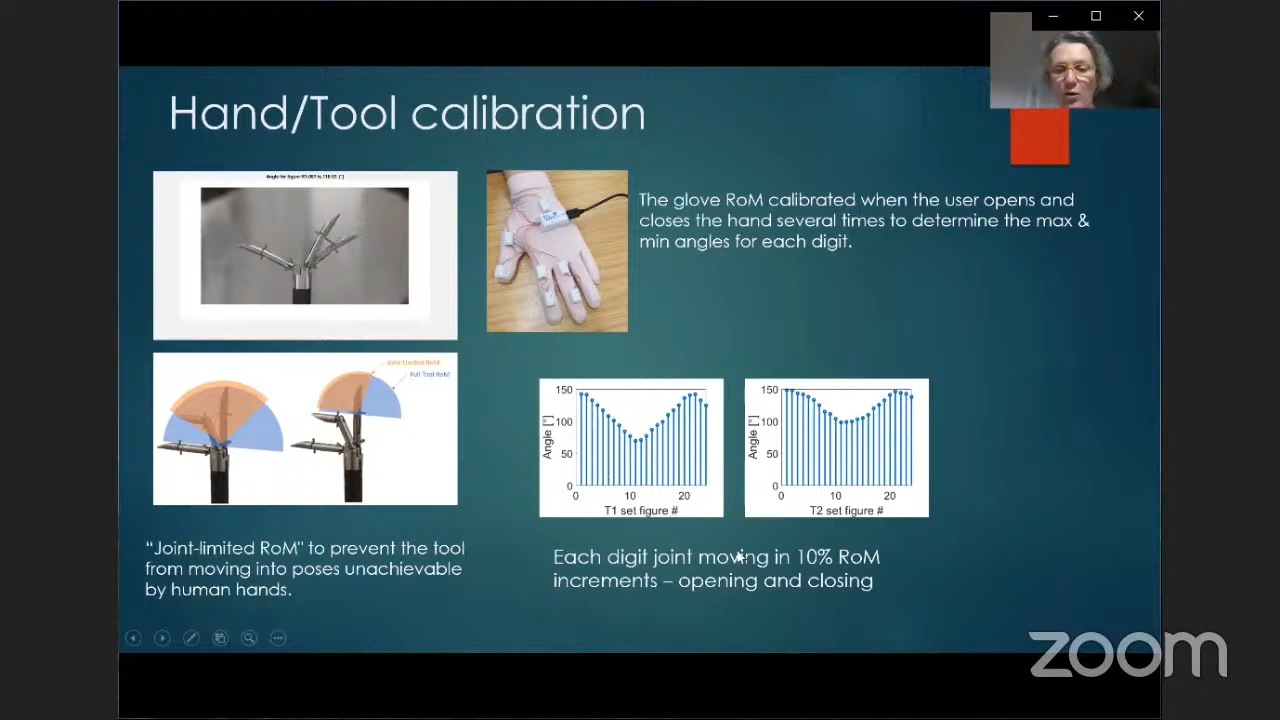 Hand/Tool calibration
The glove RoM calibrated when the user opens and
closes the hand several times to determine the max &
min angles for each digit.
Joint Limited RoM
Full Tool RoM
150
100
50
0
Angle [°]
0 10 20
T1 set figure #
150
100
50
0
Angle [°]
0 10 20
T2 set figure #
“Joint-limited RoM" to prevent the tool
from moving into poses unachievable
by human hands.
Each digit joint moving in 10% RoM
increments – opening and closing
zoom